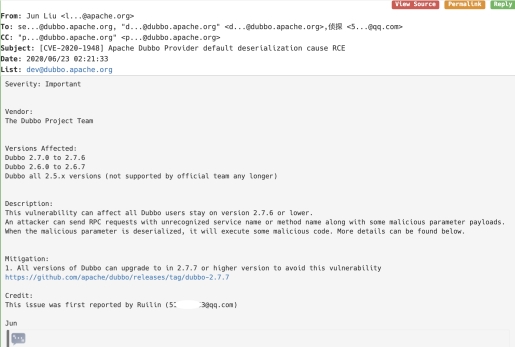 View Source Permalink Reply
From: Jun Liu <l...@apache.org>
To: se...@dubbo.apache.org, "d...@dubbo.apache.org" <d...@dubbo.apache.org>,侦探 <5...@qq.com>
CC: "p...@dubbo.apache.org" <p...@dubbo.apache.org>
Subject: [CVE-2020-1948] Apache Dubbo Provider default deserialization cause RCE
Date: 2020/06/23 02:21:33
List: dev@dubbo.apache.org
Severity: Important
Vendor:
The Dubbo Project Team
Versions Affected:
Dubbo 2.7.0 to 2.7.6
Dubbo 2.6.0 to 2.6.7
Dubbo all 2.5.x versions (not supported by official team any longer)
Description:
This vulnerability can affect all Dubbo users stay on version 2.7.6 or lower.
An attacker can send RPC requests with unrecognized service name or method name along with some malicious parameter payloads.
When the malicious parameter is deserialized, it will execute some malicious code. More details can be found below.
Mitigation:
1. All versions of Dubbo can upgrade to in 2.7.7 or higher version to avoid this vulnerability
https://github.com/apache/dubbo/releases/tag/dubbo-2.7.7
Credit:
This issue was first reported by Ruilin (5 3@qq.com)
Jun